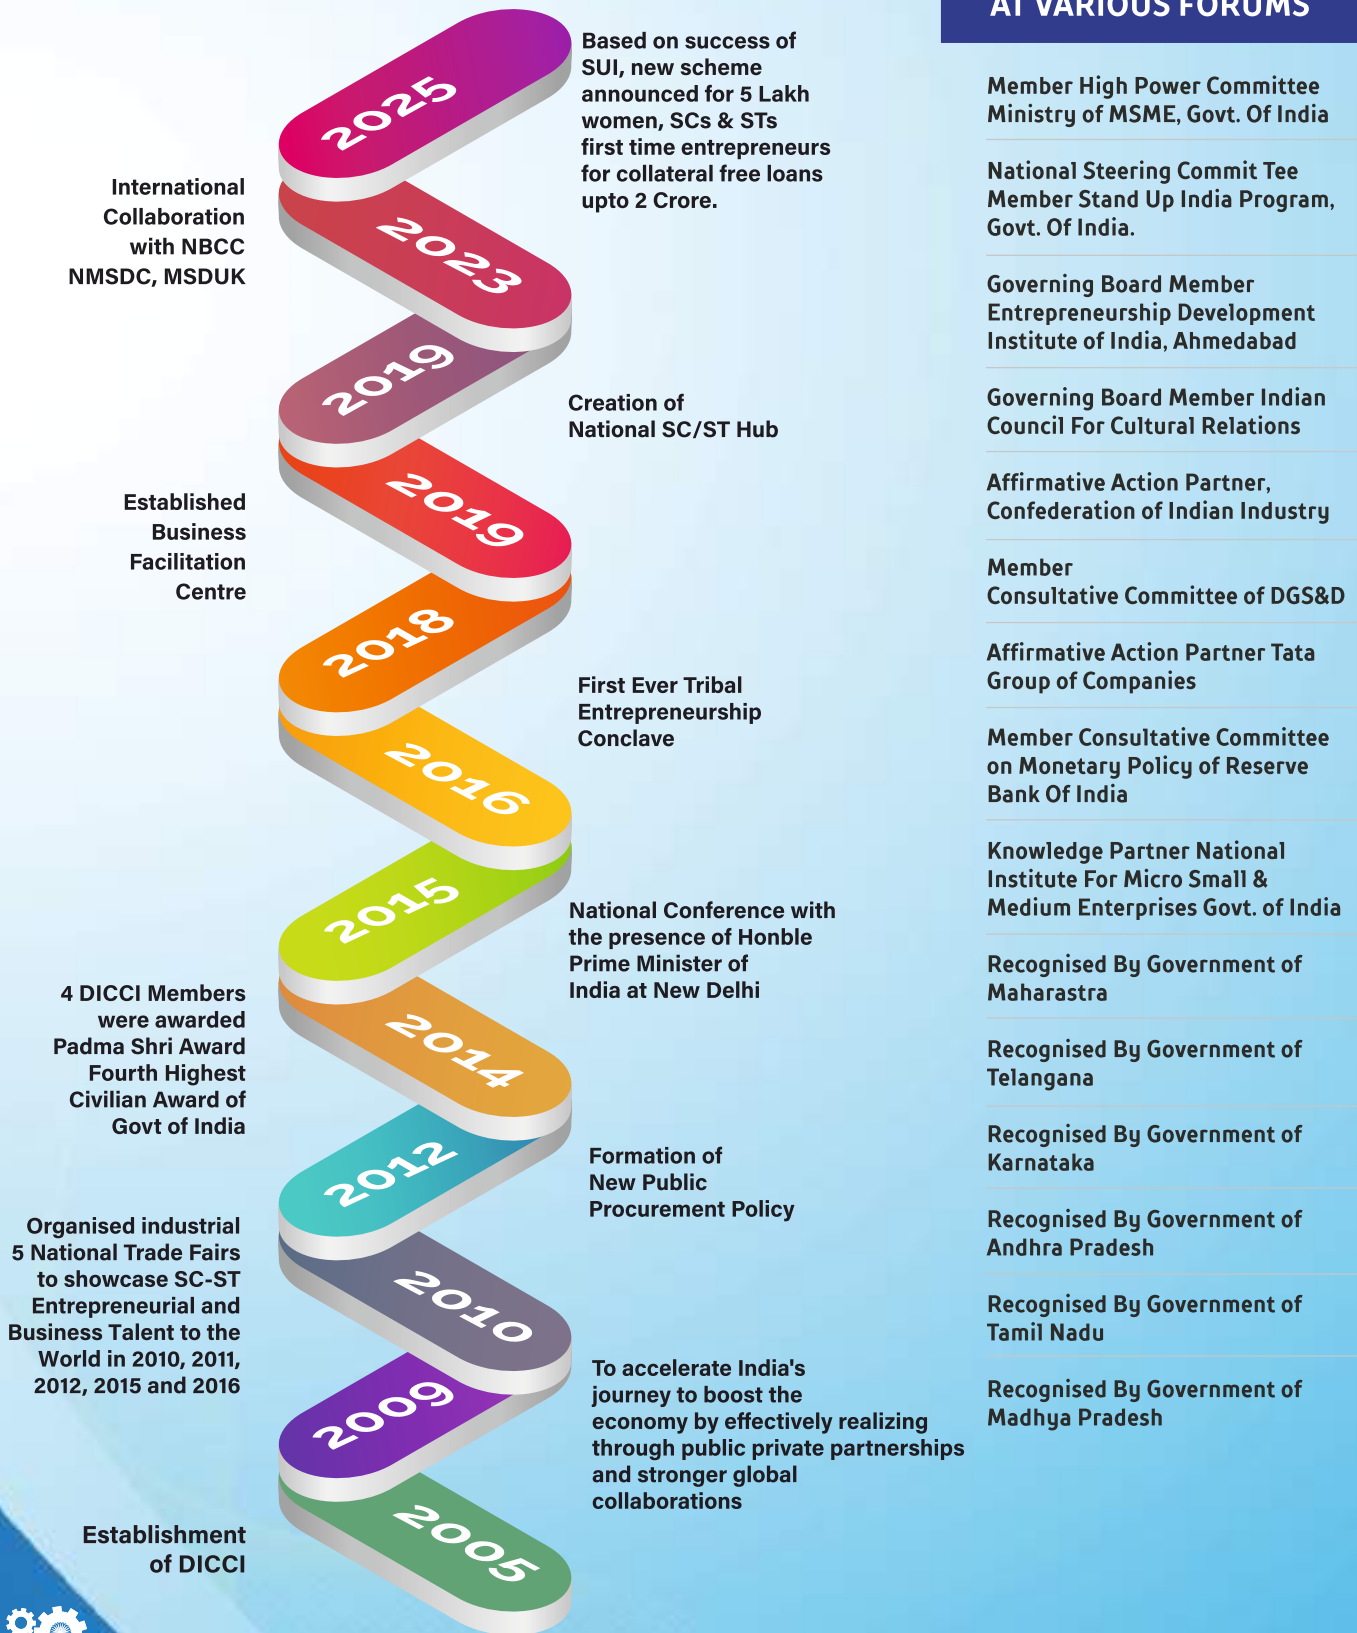 AT VARIOUS FORUMS
2025
Based on success of
SUI, new scheme
announced for 5 Lakh
women, SCs & STs
first time entrepreneurs
for collateral free loans
upto 2 Crore.
International
Collaboration
with NBCC
NMSDC, MSDUK
2023
2019
Creation of
National SC/ST Hub
Established
Business
Facilitation
Centre
2019
2018
First Ever Tribal
Entrepreneurship
Conclave
2016
2015
National Conference with
the presence of Honble
Prime Minister of
India at New Delhi
4 DICCI Members
were awarded
Padma Shri Award
Fourth Highest
Civilian Award of
Govt of India
2014
2012
Formation of
New Public
Procurement Policy
Organised industrial
5 National Trade Fairs
to showcase SC-ST
Entrepreneurial and
Business Talent to the
World in 2010, 2011,
2012, 2015 and 2016
2010
2009
To accelerate India's
journey to boost the
economy by effectively realizing
through public private partnerships
and stronger global
collaborations
Establishment
of DICCI
2005
Member High Power Committee
Ministry of MSME, Govt. Of India
National Steering Commit Tee
Member Stand Up India Program,
Govt. Of India.
Governing Board Member
Entrepreneurship Development
Institute of India, Ahmedabad
Governing Board Member Indian
Council For Cultural Relations
Affirmative Action Partner,
Confederation of Indian Industry
Member
Consultative Committee of DGS&D
Affirmative Action Partner Tata
Group of Companies
Member Consultative Committee
on Monetary Policy of Reserve
Bank Of India
Knowledge Partner National
Institute For Micro Small &
Medium Enterprises Govt. of India
Recognised By Government of
Maharastra
Recognised By Government of
Telangana
Recognised By Government of
Karnataka
Recognised By Government of
Andhra Pradesh
Recognised By Government of
Tamil Nadu
Recognised By Government of
Madhya Pradesh